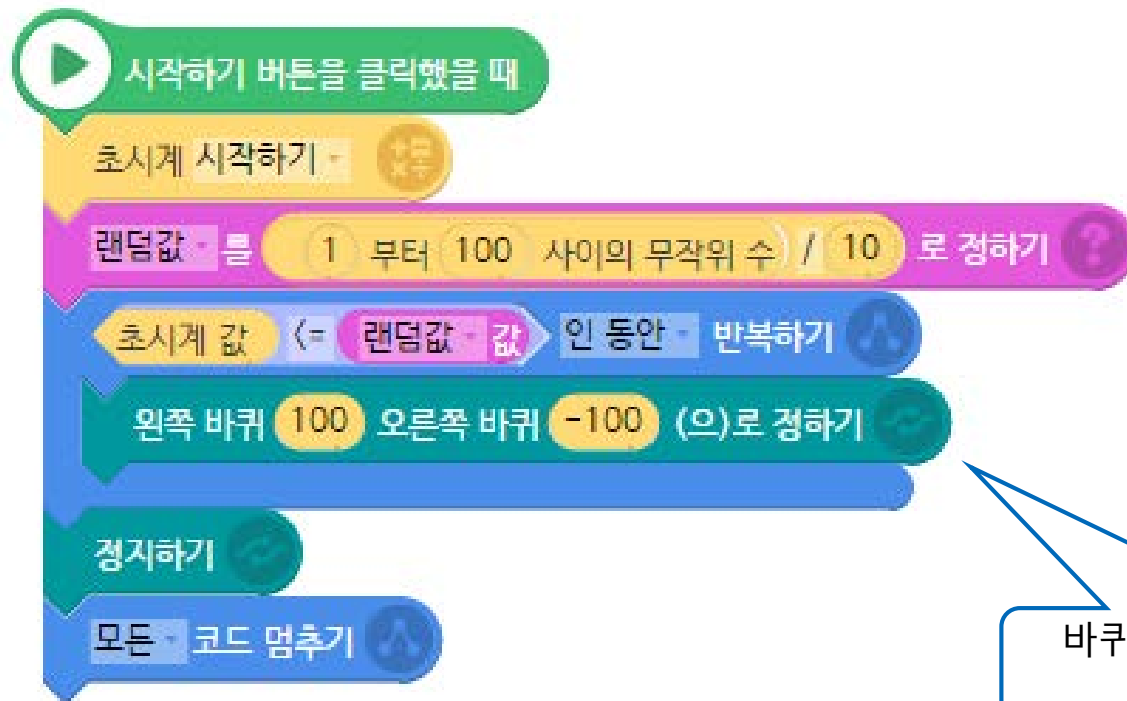 시작하기 버튼을 클릭했을 때
초시계 시작하기
랜덤값 를 1 부터 100 사이의 무작위 수 / 10 로 정하기
초시계 값 <= 랜덤값 값 인 동안 반복하기
왼쪽 바퀴 100 오른쪽 바퀴 -100 (으)로 정하기
정지하기
모든 코드 멈추기
바퀴